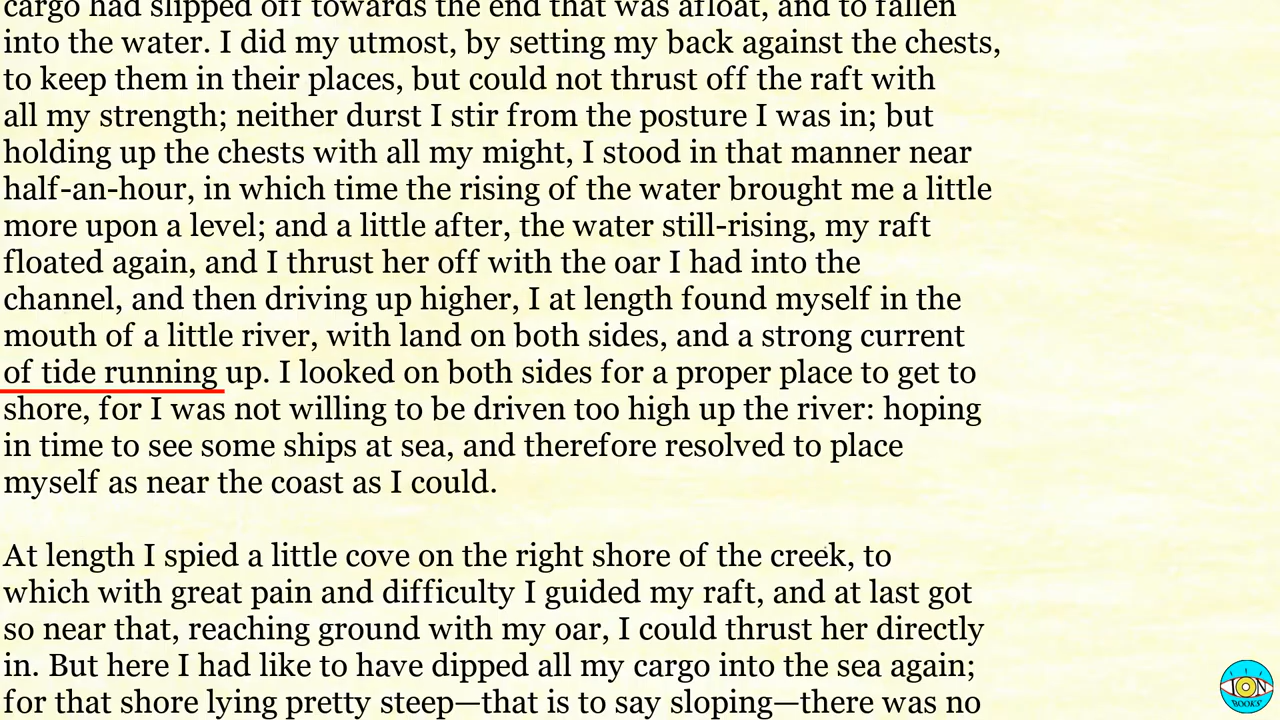 cargo had slipped off towards the end that was afloat, and to fallen
into the water. I did my utmost, by setting my back against the chests,
to keep them in their places, but could not thrust off the raft with
all my strength; neither durst I stir from the posture I was in; but
holding up the chests with all my might, I stood in that manner near
half-an-hour, in which time the rising of the water brought me a little
more upon a level; and a little after, the water still-rising, my raft
floated again, and I thrust her off with the oar I had into the
channel, and then driving up higher, I at length found myself in the
mouth of a little river, with land on both sides, and a strong current
of tide running up. I looked on both sides for a proper place to get to
shore, for I was not willing to be driven too high up the river: hoping
in time to see some ships at sea, and therefore resolved to place
myself as near the coast as I could.
At length I spied a little cove on the right shore of the creek, to
which with great pain and difficulty I guided my raft, and at last got
so near that, reaching ground with my oar, I could thrust her directly
in. But here I had like to have dipped all my cargo into the sea again;
for that shore lying pretty steep—that is to say sloping—there was no
ION
BOOKS